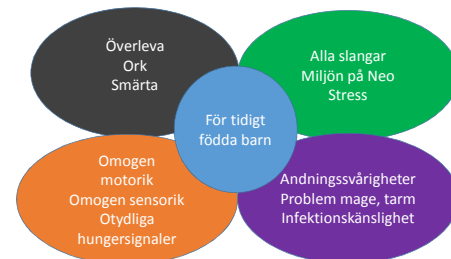 Överleva
Ork
Smärta
Alla slangar
Miljön på Neo
Stress
För tidigt
födda barn
Omogen
motorik
Omogen sensorik
Otydliga
hungersignaler
Andningssvårigheter
Problem mage, tarm
Infektionskänslighet